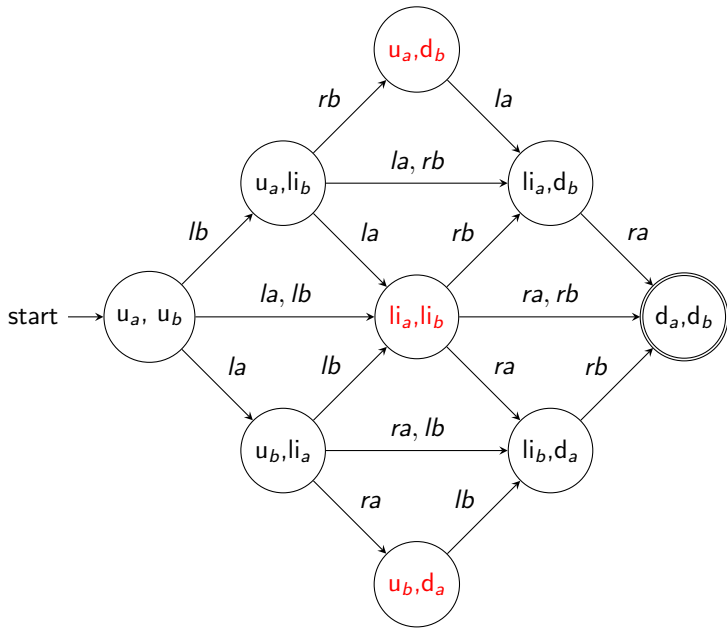 u_a,d_b
rb
la
u_a,li_b
la, rb
li_a,d_b
lb
la
rb
ra
start
u_a, u_b
la, lb
li_a,li_b
ra, rb
d_a,d_b
la
lb
ra
rb
u_b,li_a
ra, lb
li_b,d_a
ra
lb
u_b,d_a